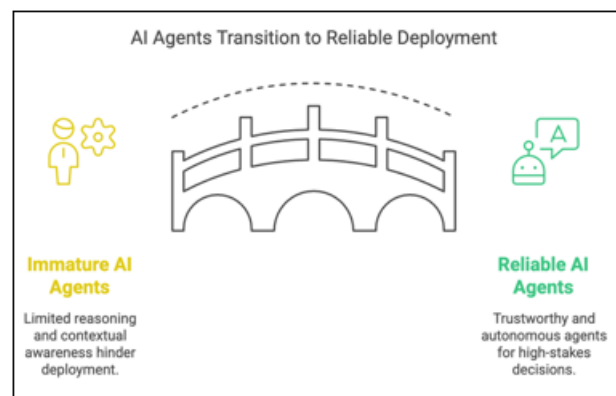 AI Agents Transition to Reliable Deployment
A
Immature AI
Agents
Limited reasoning
and contextual
awareness hinder
deployment.
Reliable AI
Agents
Trustworthy and
autonomous agents
for high-stakes
decisions.